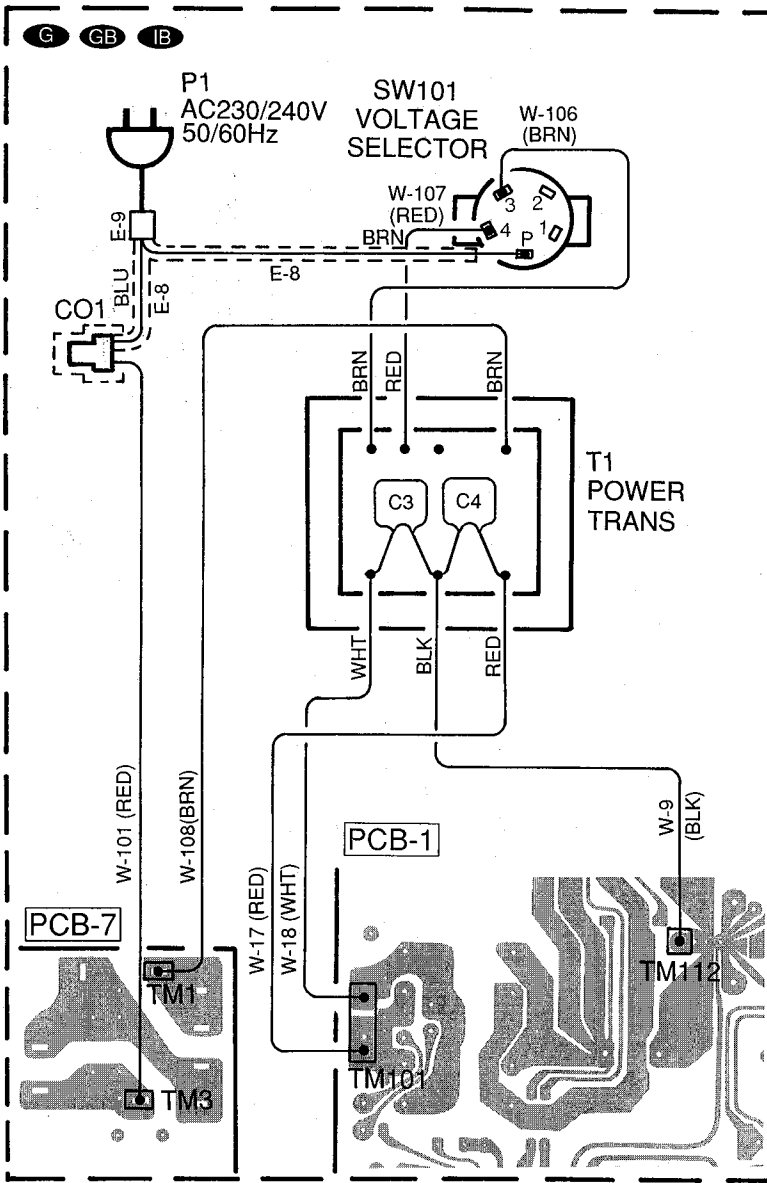 G GB IB
P1
AC230/240V
50/60Hz
SW101
VOLTAGE
SELECTOR
W-106
(BRN)
W-107
(RED)
BRN
3
2
4
1
P
E-9
E-8
BLU
E-8
CO1
BRN
RED
BRN
C3
C4
T1
POWER
TRANS
WHT
BLK
RED
W-101 (RED)
W-108(BRN)
W-17 (RED)
W-18 (WHT)
W-9
(BLK)
PCB-1
PCB-7
TM1
TM3
TM101
TM112